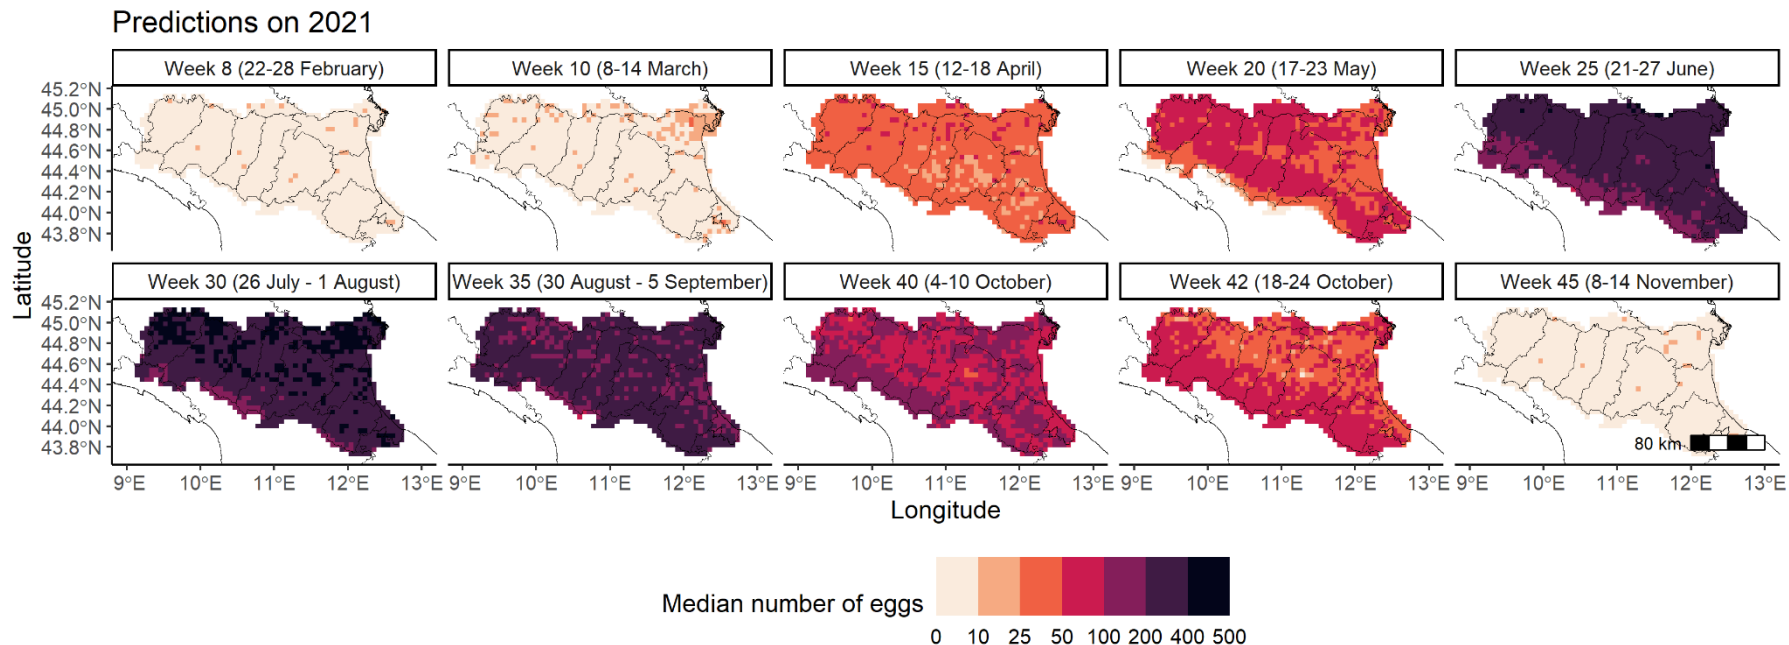 Predictions on 2021
Week 8 (22-28 February)
Week 10 (8-14 March)
Week 15 (12-18 April)
Week 20 (17-23 May)
Week 25 (21-27 June)
45.2°N
45.0°N
44.8°N
44.6°N
44.4°N
44.2°N
44.0°N
43.8°N
Latitude
Week 30 (26 July - 1 August)
Week 35 (30 August - 5 September)
Week 40 (4-10 October)
Week 42 (18-24 October)
Week 45 (8-14 November)
45.2°N
45.0°N
44.8°N
44.6°N
44.4°N
44.2°N
44.0°N
43.8°N
80 km
9°E 10°E 11°E 12°E 13°E 9°E 10°E 11°E 12°E 13°E 9°E 10°E 11°E 12°E 13°E 9°E 10°E 11°E 12°E 13°E 9°E 10°E 11°E 12°E 13°E
Longitude
Median number of eggs
0 10 25 50 100 200 400 500